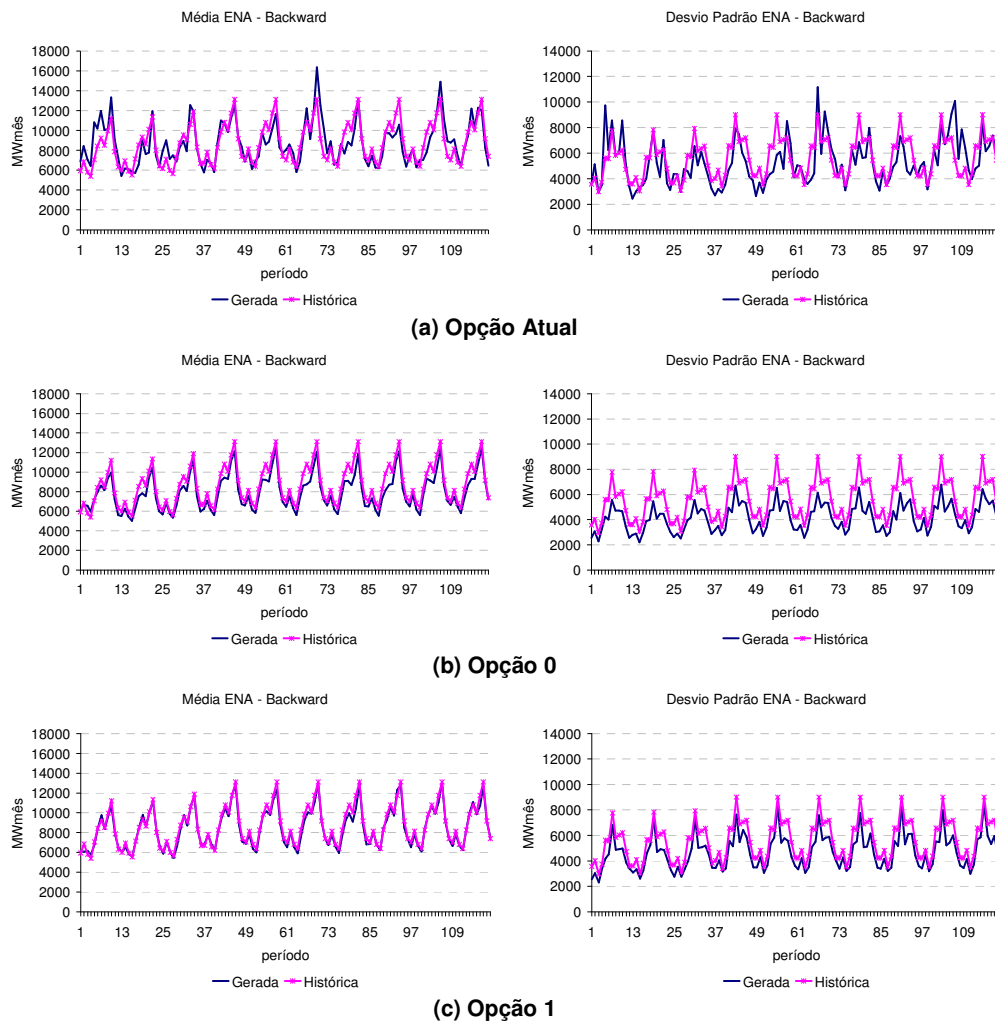 Média ENA - Backward
18000
16000
14000
12000
10000
8000
6000
4000
2000
0
MWmês
1 13 25 37 49 61 73 85 97 109
período
Gerada Histórica
Desvio Padrão ENA - Backward
14000
12000
10000
8000
6000
4000
2000
0
MWmês
1 13 25 37 49 61 73 85 97 109
período
Gerada Histórica
(a) Opção Atual
Média ENA - Backward
18000
16000
14000
12000
10000
8000
6000
4000
2000
0
MWmês
1 13 25 37 49 61 73 85 97 109
período
Gerada Histórica
Desvio Padrão ENA - Backward
14000
12000
10000
8000
6000
4000
2000
0
MWmês
1 13 25 37 49 61 73 85 97 109
período
Gerada Histórica
(b) Opção 0
Média ENA - Backward
18000
16000
14000
12000
10000
8000
6000
4000
2000
0
MWmês
1 13 25 37 49 61 73 85 97 109
período
Gerada Histórica
Desvio Padrão ENA - Backward
14000
12000
10000
8000
6000
4000
2000
0
MWmês
1 13 25 37 49 61 73 85 97 109
período
Gerada Histórica
(c) Opção 1